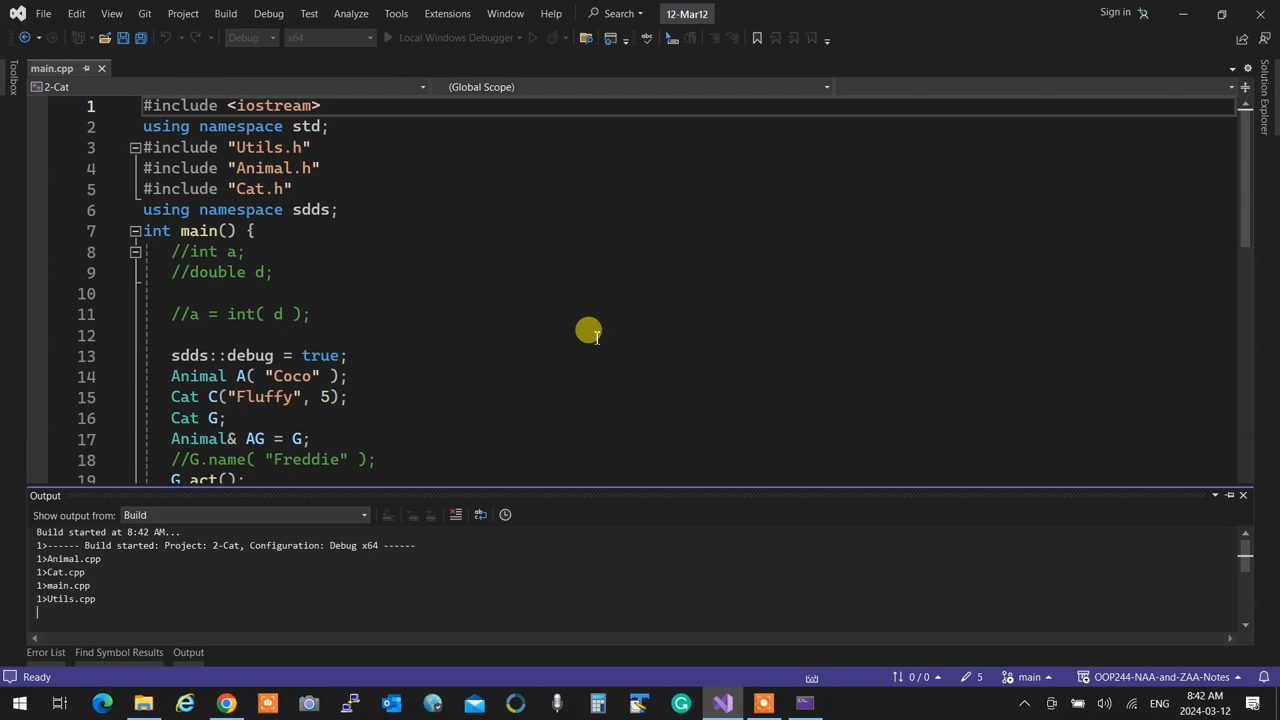 File Edit View Git Project Build Debug Test Analyze Tools Extensions Window Help Search 12-Mar12 Sign in
Debug x64 Local Windows Debugger
Toolbox
main.cpp
2-Cat (Global Scope)
Solution Explorer
1 #include <iostream>
2 using namespace std;
3 #include "Utils.h"
4 #include "Animal.h"
5 #include "Cat.h"
6 using namespace sdds;
7 int main() {
8 //int a;
9 //double d;
10
11 //a = int( d );
12
13 sdds::debug = true;
14 Animal A( "Coco" );
15 Cat C("Fluffy", 5);
16 Cat G;
17 Animal& AG = G;
18 //G.name( "Freddie" );
19 G.act();
Output
Show output from: Build
Build started at 8:42 AM...
1>------ Build started: Project: 2-Cat, Configuration: Debug x64 ------
1>Animal.cpp
1>Cat.cpp
1>main.cpp
1>Utils.cpp
Error List Find Symbol Results Output
Ready 0 / 0 5 main OOP244-NAA-and-ZAA-Notes
ENG 8:42 AM
2024-03-12